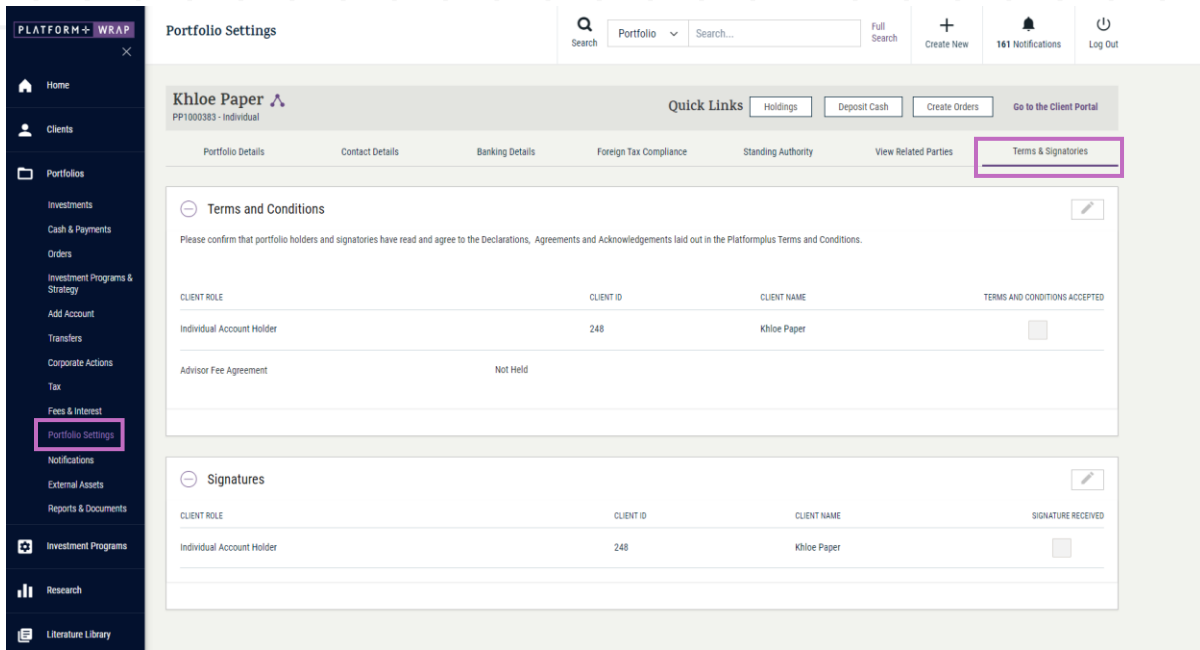 PLATFORM+ WRAP
Portfolio Settings
Search
Portfolio
Search...
Full
Search
Create New
161 Notifications
Log Out
Home
Clients
Portfolios
Investments
Cash & Payments
Orders
Investment Programs &
Strategy
Add Account
Transfers
Corporate Actions
Tax
Fees & Interest
Portfolio Settings
Notifications
External Assets
Reports & Documents
Investment Programs
Research
Literature Library
Khloe Paper
PP1000383 - Individual
Quick Links Holdings Deposit Cash Create Orders Go to the Client Portal
Portfolio Details Contact Details Banking Details Foreign Tax Compliance Standing Authority View Related Parties Terms & Signatories
Terms and Conditions
Please confirm that portfolio holders and signatories have read and agree to the Declarations, Agreements and Acknowledgements laid out in the Platformplus Terms and Conditions.
CLIENT ROLE CLIENT ID CLIENT NAME TERMS AND CONDITIONS ACCEPTED
Individual Account Holder 248 Khloe Paper
Advisor Fee Agreement Not Held
Signatures
CLIENT ROLE CLIENT ID CLIENT NAME SIGNATURE RECEIVED
Individual Account Holder 248 Khloe Paper